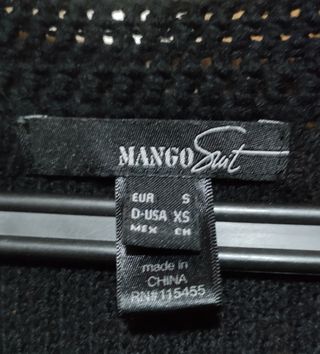 MANGO Suit
EUR S
D-USA XS
MEX CH
made in
CHINA
RN#115455